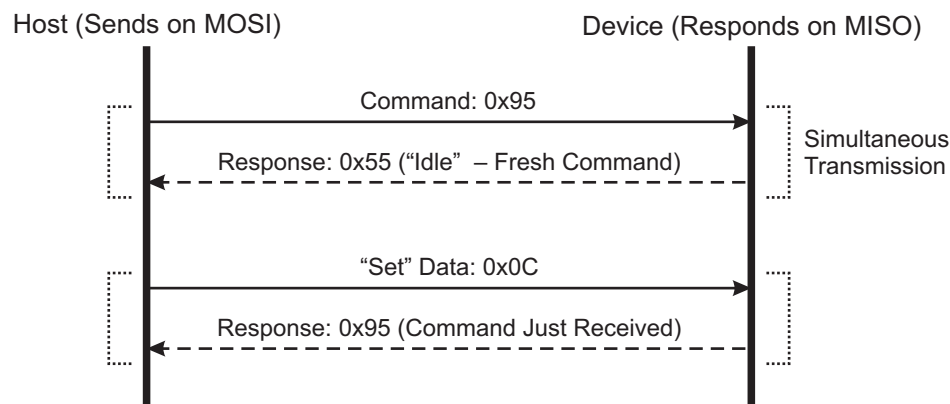 Host (Sends on MOSI)
Device (Responds on MISO)
Command: 0x95
Response: 0x55 (“Idle” – Fresh Command)
Simultaneous
Transmission
“Set” Data: 0x0C
Response: 0x95 (Command Just Received)